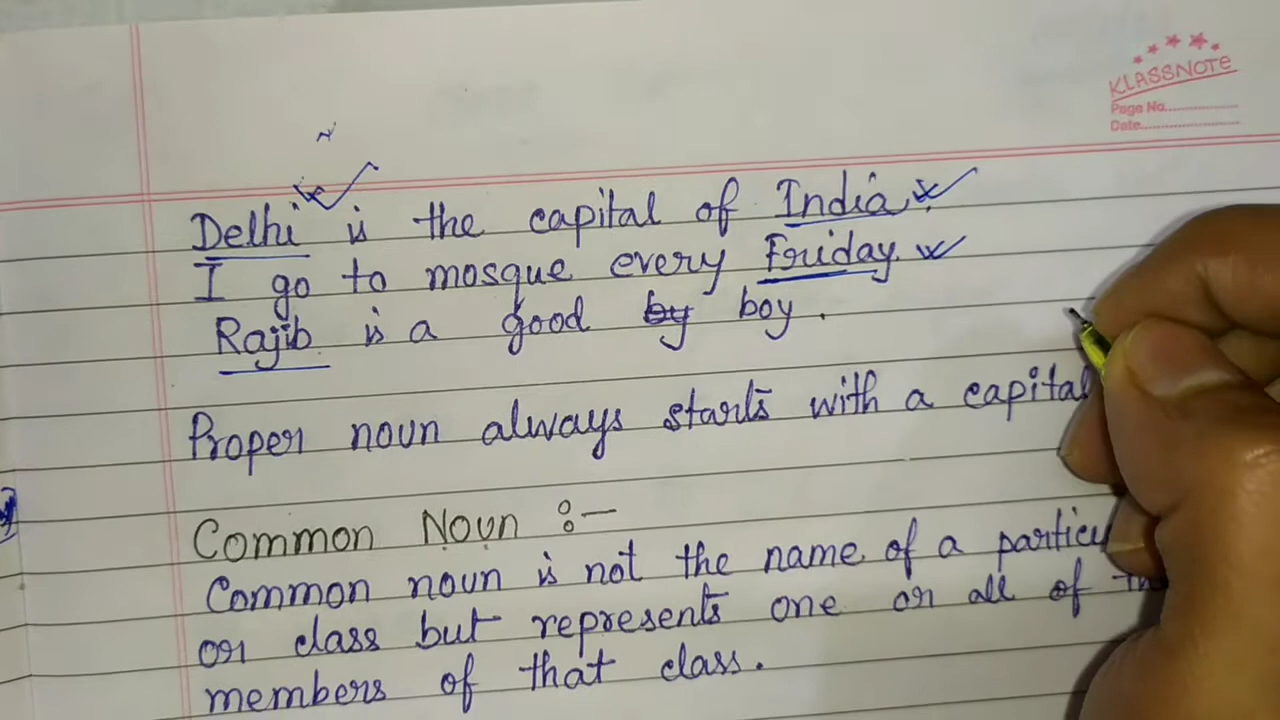 KLASSNOTE
Page No.
Date
Delhi is the capital of India
I go to mosque every Friday.
Rajib is a good by boy.
Proper noun always starts with a capital
Common Noun :-
Common noun is not the name of a
or class but represents one or all of
members of that class.